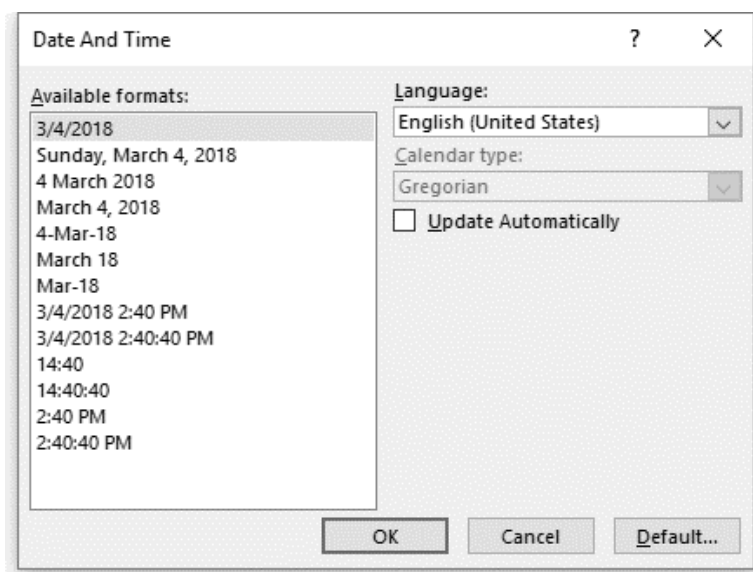 Date And Time
?
Available formats:
3/4/2018
Sunday, March 4, 2018
4 March 2018
March 4, 2018
4-Mar-18
March 18
Mar-18
3/4/2018 2:40 PM
3/4/2018 2:40:40 PM
14:40
14:40:40
2:40 PM
2:40:40 PM
Language:
English (United States)
Calendar type:
Gregorian
Update Automatically
OK
Cancel
Default...